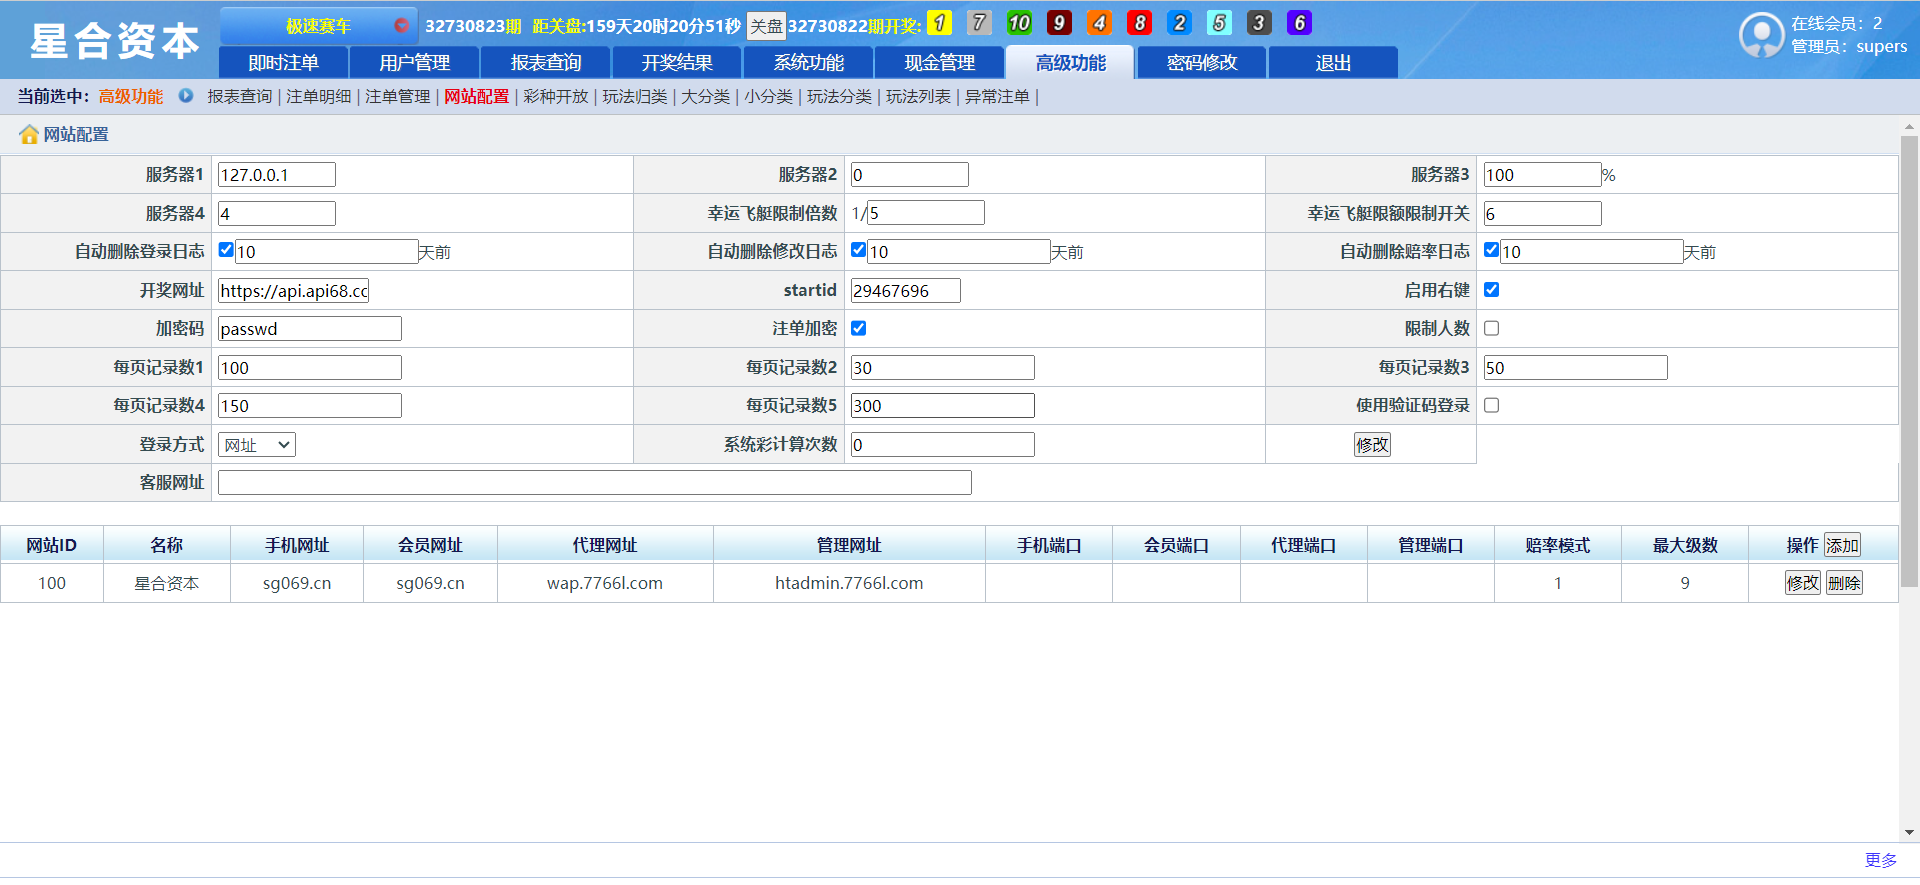 星合资本
极速赛车 32730823期 距关盘:159天20时20分51秒 关盘 32730822期开奖: 1 7 10 9 4 8 2 5 3 6
在线会员：2
管理员：supers
即时注单 用户管理 报表查询 开奖结果 系统功能 现金管理 高级功能 密码修改 退出
当前选中：高级功能 报表查询 | 注单明细 | 注单管理 | 网站配置 | 彩种开放 | 玩法归类 | 大分类 | 小分类 | 玩法分类 | 玩法列表 | 异常注单 |
网站配置
服务器1 127.0.0.1 服务器2 0 服务器3 100%
服务器4 4 幸运飞艇限制倍数 1/5 幸运飞艇限额限制开关 6
自动删除登录日志 10天前 自动删除修改日志 10天前 自动删除赔率日志 10天前
开奖网址 https://api.api68.cc startid 29467696 启用右键
加密码 passwd 注单加密 限制人数
每页记录数1 100 每页记录数2 30 每页记录数3 50
每页记录数4 150 每页记录数5 300 使用验证码登录
登录方式 网址 系统彩计算次数 0 修改
客服网址
网站ID 名称 手机网址 会员网址 代理网址 管理网址 手机端口 会员端口 代理端口 管理端口 赔率模式 最大级数 操作 添加
100 星合资本 sg069.cn sg069.cn wap.7766l.com htadmin.7766l.com 1 9 修改 删除
更多